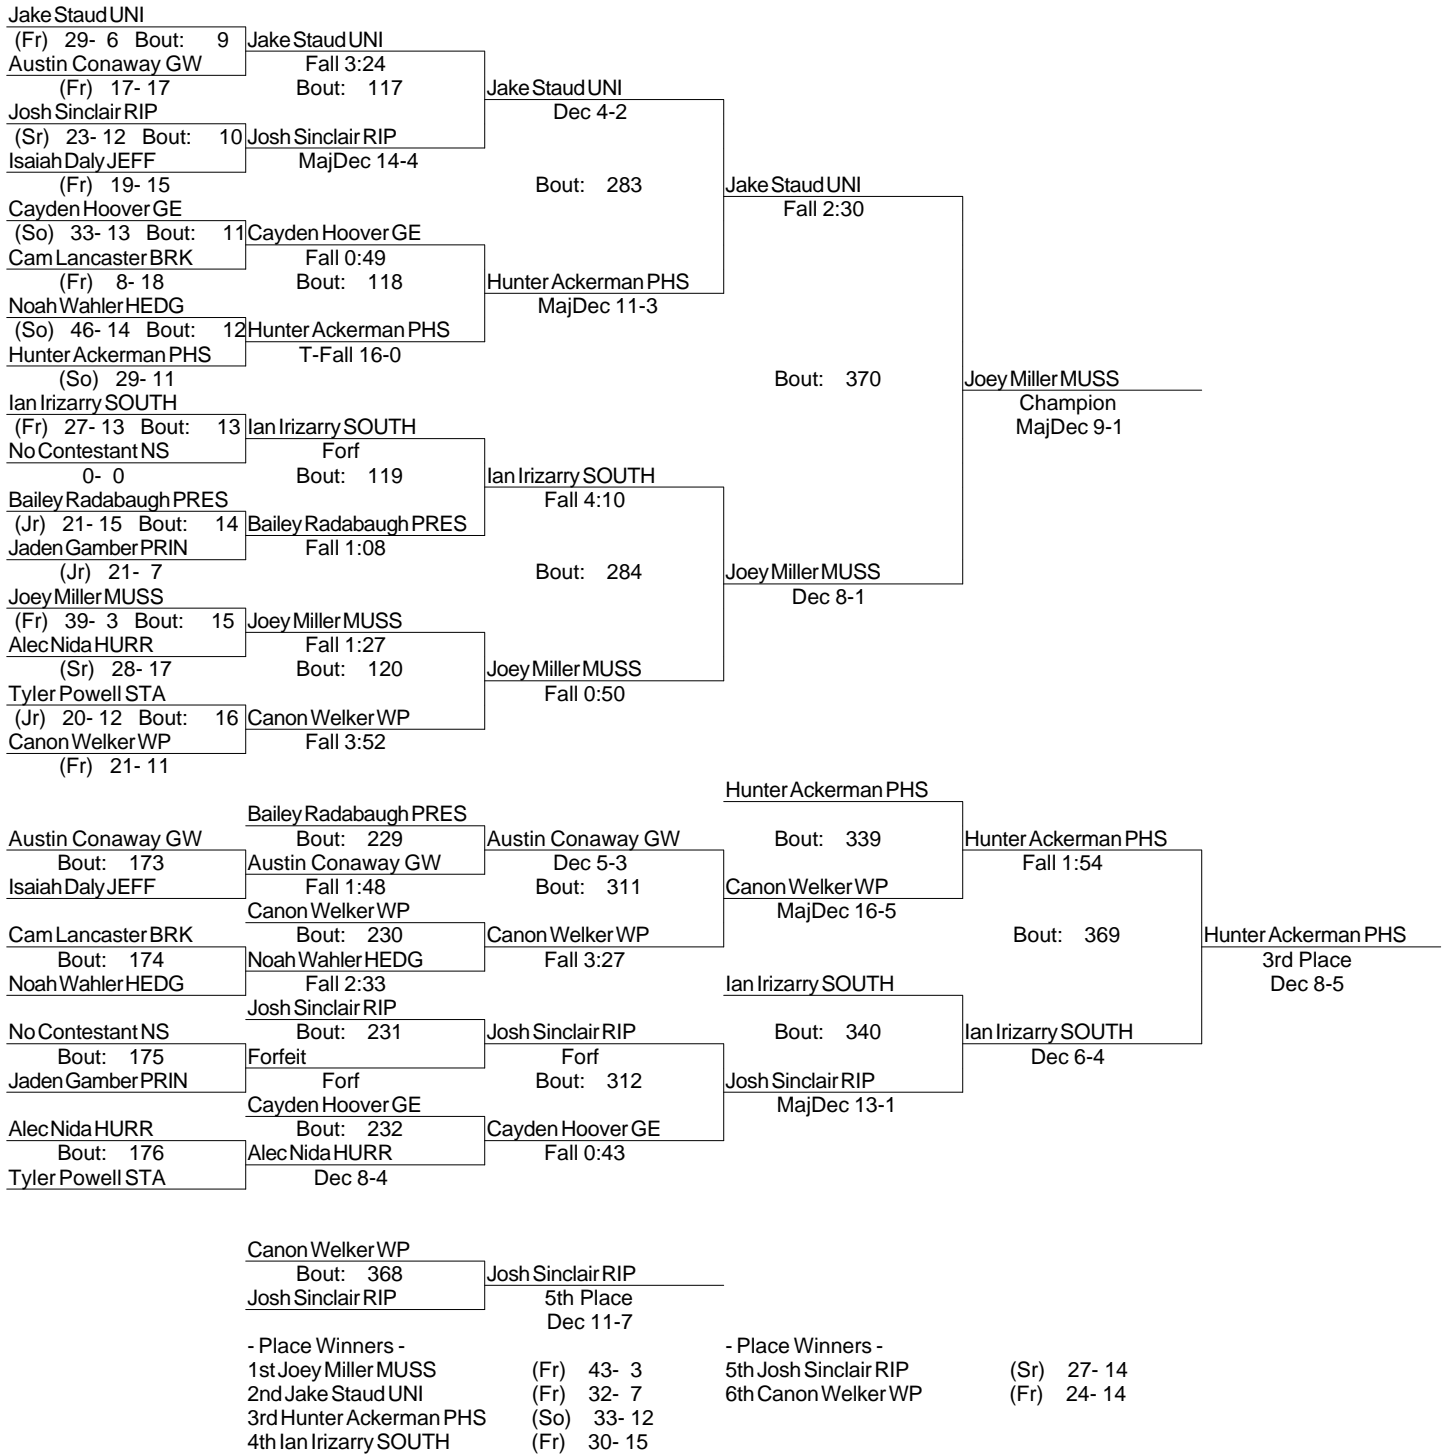 Jake Staud UNI
(Fr) 29- 6 Bout: 9 Jake Staud UNI
Austin Conaway GW Fall 3:24
(Fr) 17- 17 Bout: 117 Jake Staud UNI
Josh Sinclair RIP Dec 4-2
(Sr) 23- 12 Bout: 10 Josh Sinclair RIP
Isaiah Daly JEFF MajDec 14-4
(Fr) 19- 15 Bout: 283 Jake Staud UNI
Cayden Hoover GE Fall 2:30
(So) 33- 13 Bout: 11 Cayden Hoover GE
Cam Lancaster BRK Fall 0:49
(Fr) 8- 18 Bout: 118 Hunter Ackerman PHS
Noah Wahler HEDG MajDec 11-3
(So) 46- 14 Bout: 12 Hunter Ackerman PHS
Hunter Ackerman PHS T-Fall 16-0
(So) 29- 11 Bout: 370 Joey Miller MUSS
Ian Irizarry SOUTH Champion
(Fr) 27- 13 Bout: 13 Ian Irizarry SOUTH MajDec 9-1
No Contestant NS Forf
0- 0 Bout: 119 Ian Irizarry SOUTH
Bailey Radabaugh PRES Fall 4:10
(Jr) 21- 15 Bout: 14 Bailey Radabaugh PRES
Jaden Gamber PRIN Fall 1:08
(Jr) 21- 7 Bout: 284 Joey Miller MUSS
Joey Miller MUSS Dec 8-1
(Fr) 39- 3 Bout: 15 Joey Miller MUSS
Alec Nida HURR Fall 1:27
(Sr) 28- 17 Bout: 120 Joey Miller MUSS
Tyler Powell STA Fall 0:50
(Jr) 20- 12 Bout: 16 Canon Welker WP
Canon Welker WP Fall 3:52
(Fr) 21- 11
Hunter Ackerman PHS
Bailey Radabaugh PRES
Austin Conaway GW Bout: 229 Austin Conaway GW Bout: 339 Hunter Ackerman PHS
Bout: 173 Austin Conaway GW Dec 5-3 Fall 1:54
Isaiah Daly JEFF Fall 1:48 Bout: 311 Canon Welker WP
Canon Welker WP MajDec 16-5
Cam Lancaster BRK Bout: 230 Canon Welker WP Bout: 369 Hunter Ackerman PHS
Bout: 174 Noah Wahler HEDG Fall 3:27 3rd Place
Noah Wahler HEDG Fall 2:33 Ian Irizarry SOUTH Dec 8-5
Josh Sinclair RIP
No Contestant NS Bout: 231 Josh Sinclair RIP Bout: 340 Ian Irizarry SOUTH
Bout: 175 Forfeit Forf Dec 6-4
Jaden Gamber PRIN Forf Bout: 312 Josh Sinclair RIP
Cayden Hoover GE MajDec 13-1
Alec Nida HURR Bout: 232 Cayden Hoover GE
Bout: 176 Alec Nida HURR Fall 0:43
Tyler Powell STA Dec 8-4
Canon Welker WP
Bout: 368 Josh Sinclair RIP
Josh Sinclair RIP 5th Place
Dec 11-7
- Place Winners - - Place Winners -
1st Joey Miller MUSS (Fr) 43- 3 5th Josh Sinclair RIP (Sr) 27- 14
2nd Jake Staud UNI (Fr) 32- 7 6th Canon Welker WP (Fr) 24- 14
3rd Hunter Ackerman PHS (So) 33- 12
4th Ian Irizarry SOUTH (Fr) 30- 15